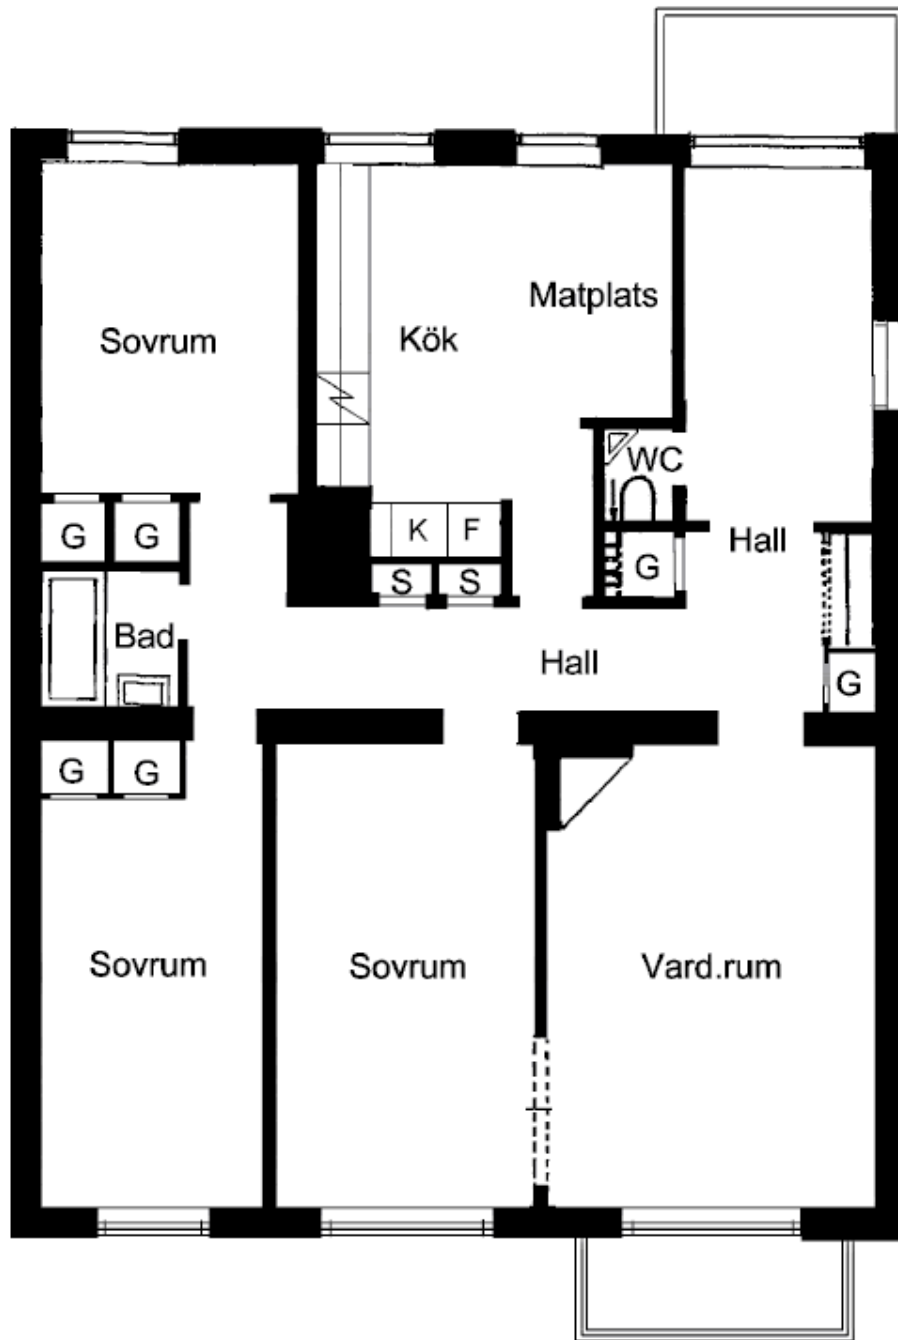 Matplats
Sovrum
Kök
WC
G
G
K
F
Hall
G
S
S
Bad
Hall
G
G
G
Sovrum
Sovrum
Vard.rum